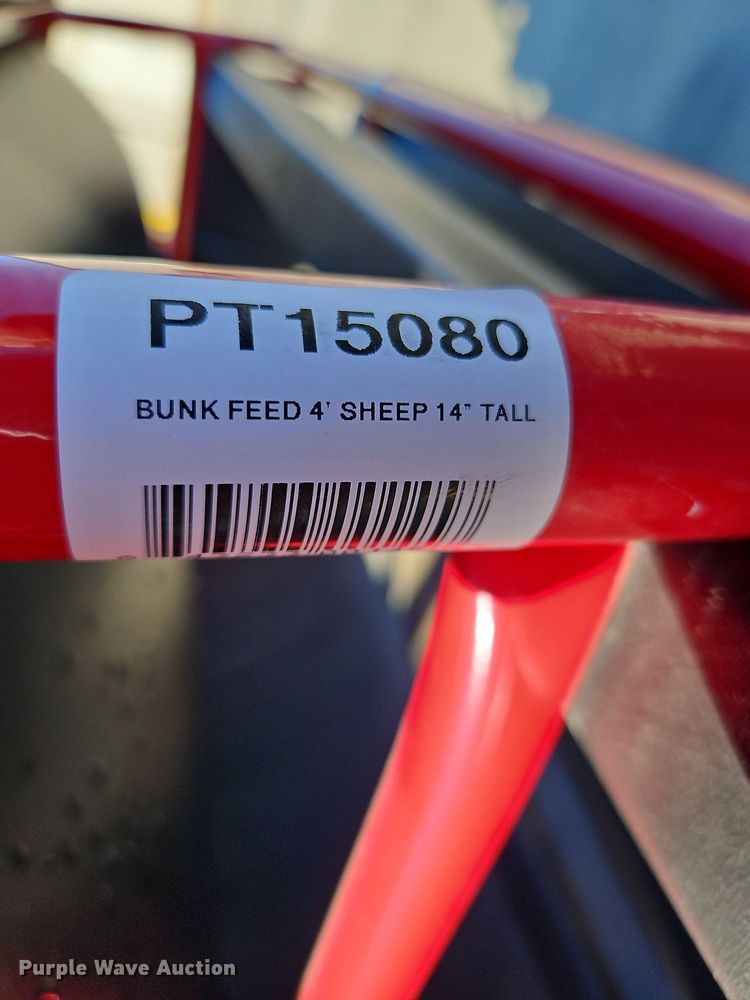 PT15080
BUNK FEED 4' SHEEP 14" TALL
Purple Wave Auction